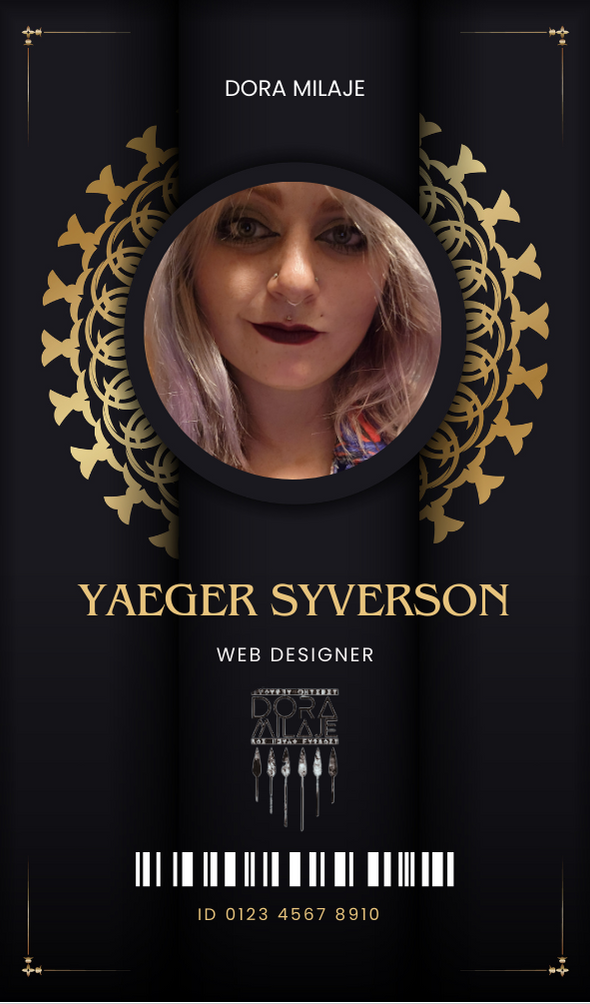 DORA MILAJE
YAEGER SYVERSON
WEB DESIGNER
DORA
MILAJE
ID 0123 4567 8910